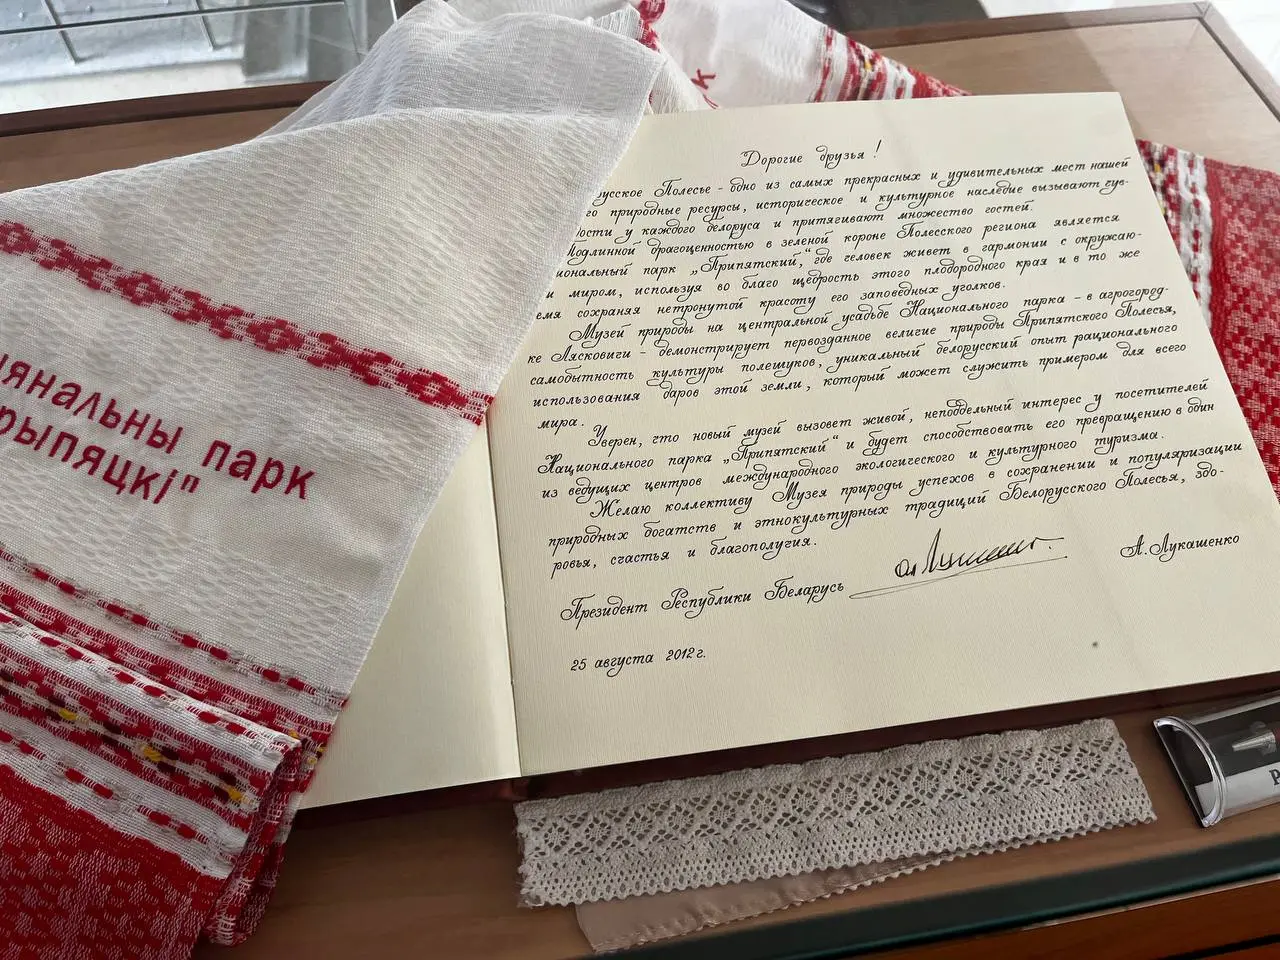 Дорогие друзья!
русское Полесье - одно из самых прекрасных и удивительных мест нашей
го природные ресурсы, историческое и культурное наследие вызывают чув-
ости у каждого белоруса и притягивают множество гостей.
Подлинной драгоценностью в зеленой короне Полесского региона является
иональный парк „Припятский“, где человек живет в гармонии с окружаю-
и миром, используя во благо щедрость этого плодородного края и в то же
емя сохраняя нетронутой красоту его заповедных уголков.
Музей природы на центральной усадьбе Национального парка - в агрогород-
ке Лясковичи - демонстрирует первозданное величие природы Припятского Полесья,
самобытность культуры полешуков, уникальный белорусский опыт рационального
использования даров этой земли, который может служить примером для всего
мира.
Уверен, что новый музей вызовет живой, неподдельный интерес у посетителей
Национального парка „Припятский“ и будет способствовать его превращению в один
из ведущих центров международного экологического и культурного туризма.
Желаю коллективу Музея природы успехов в сохранении и популяризации
природных богатств и этнокультурных традиций Белорусского Полесья, здо-
ровья, счастья и благополучия.
Президент Республики Беларусь
А. Лукашенко
25 августа 2012 г.
цыянальны парк
рыпяцкі"